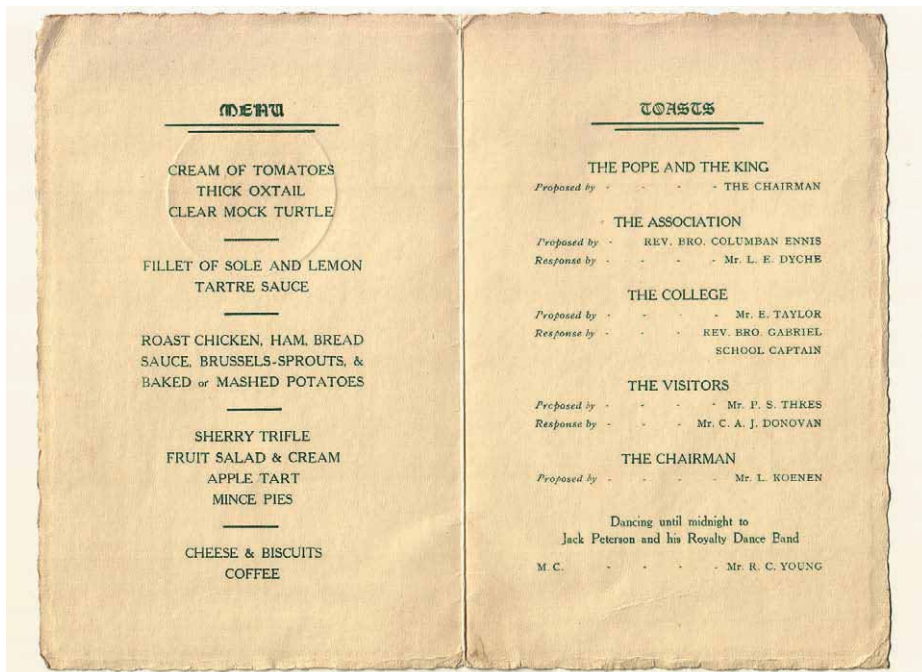 MENU
CREAM OF TOMATOES
THICK OXTAIL
CLEAR MOCK TURTLE
FILLET OF SOLE AND LEMON
TARTRE SAUCE
ROAST CHICKEN, HAM, BREAD
SAUCE, BRUSSELS-SPROUTS, &
BAKED or MASHED POTATOES
SHERRY TRIFLE
FRUIT SALAD & CREAM
APPLE TART
MINCE PIES
CHEESE & BISCUITS
COFFEE
TOASTS
THE POPE AND THE KING
Proposed by - - - - THE CHAIRMAN
THE ASSOCIATION
Proposed by - REV. BRO. COLUMBAN ENNIS
Response by - - - - Mr. L. E. DYCHE
THE COLLEGE
Proposed by - - - - Mr. E. TAYLOR
Response by - - - REV. BRO. GABRIEL
SCHOOL CAPTAIN
THE VISITORS
Proposed by - - - - Mr. P. S. THRES
Response by - - - Mr. C. A. J. DONOVAN
THE CHAIRMAN
Proposed by - - - - Mr. L. KOENEN
Dancing until midnight to
Jack Peterson and his Royalty Dance Band
M.C. - - - - Mr. R. C. YOUNG